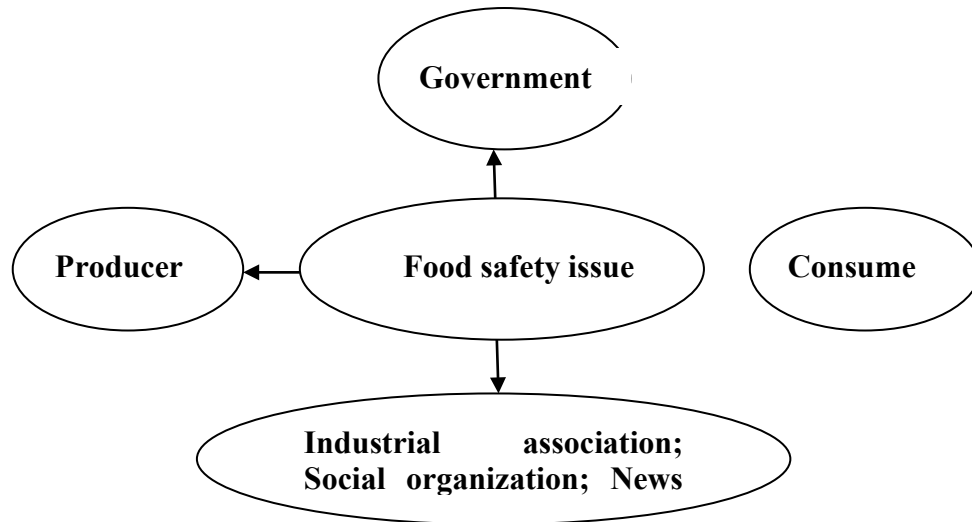 Government
Producer
Food safety issue
Consume
Industrial association;
Social organization; News